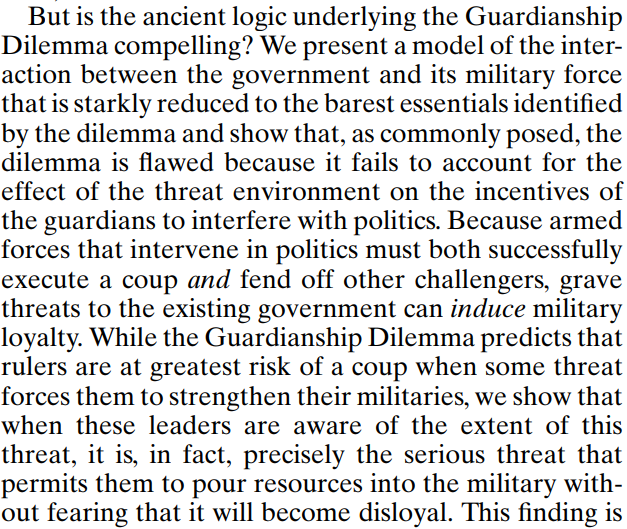 But is the ancient logic underlying the Guardianship
Dilemma compelling? We present a model of the inter-
action between the government and its military force
that is starkly reduced to the barest essentials identified
by the dilemma and show that, as commonly posed, the
dilemma is flawed because it fails to account for the
effect of the threat environment on the incentives of
the guardians to interfere with politics. Because armed
forces that intervene in politics must both successfully
execute a coup and fend off other challengers, grave
threats to the existing government can induce military
loyalty. While the Guardianship Dilemma predicts that
rulers are at greatest risk of a coup when some threat
forces them to strengthen their militaries, we show that
when these leaders are aware of the extent of this
threat, it is, in fact, precisely the serious threat that
permits them to pour resources into the military with-
out fearing that it will become disloyal. This finding is